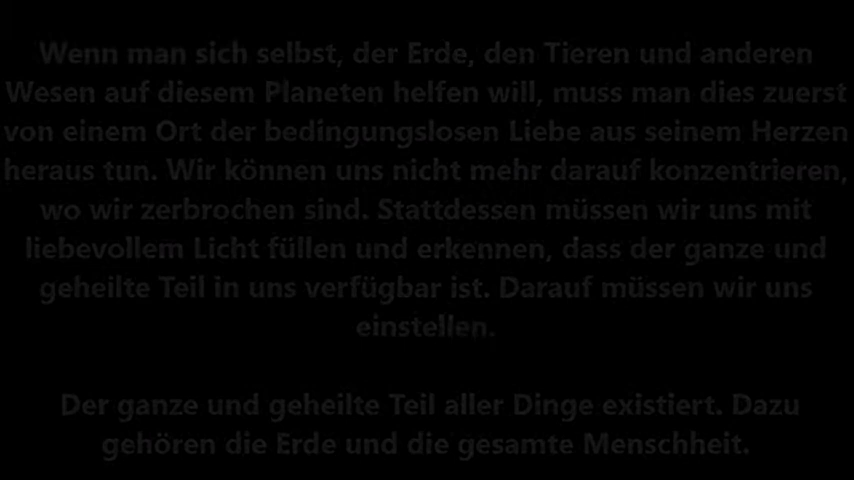 Wenn man sich selbst, der Erde, den Tieren und anderen
Wesen auf diesem Planeten helfen will, muss man dies zuerst
von einem Ort der bedingungslosen Liebe aus seinem Herzen
heraus tun. Wir können uns nicht mehr darauf konzentrieren,
wo wir zerbrochen sind. Stattdessen müssen wir uns mit
liebevollem Licht füllen und erkennen, dass der ganze und
geheilte Teil in uns verfügbar ist. Darauf müssen wir uns
einstellen.
Der ganze und geheilte Teil aller Dinge existiert. Dazu
gehören die Erde und die gesamte Menschheit.